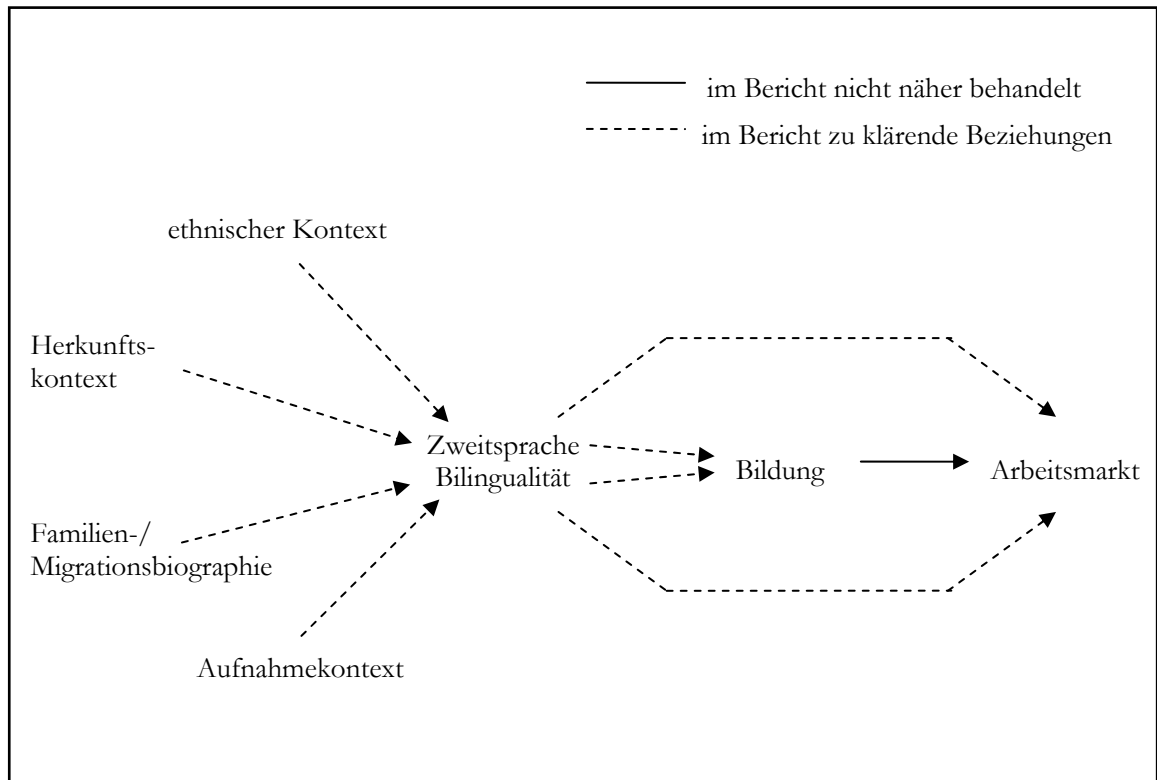 im Bericht nicht näher behandelt
im Bericht zu klärende Beziehungen
ethnischer Kontext
Herkunfts-
kontext
Zweitsprache
Bilingualität
Bildung
Arbeitsmarkt
Familien-/
Migrationsbiographie
Aufnahmekontext